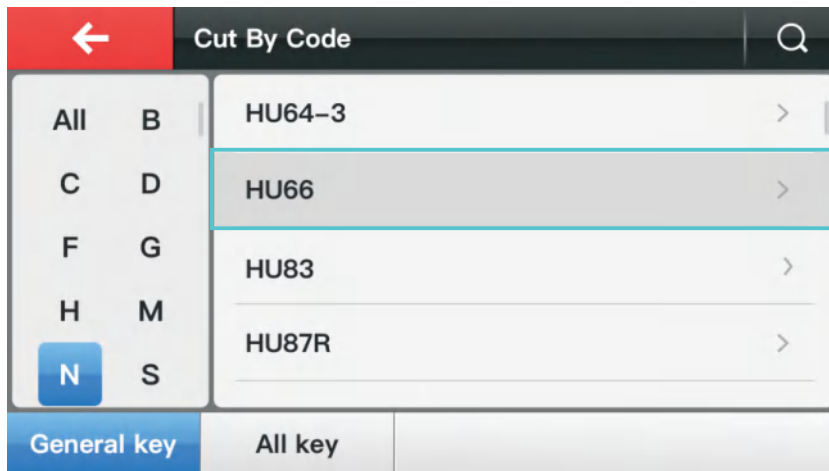 Cut By Code
All B
C D
F G
H M
N S
HU64-3
HU66
HU83
HU87R
General key
All key